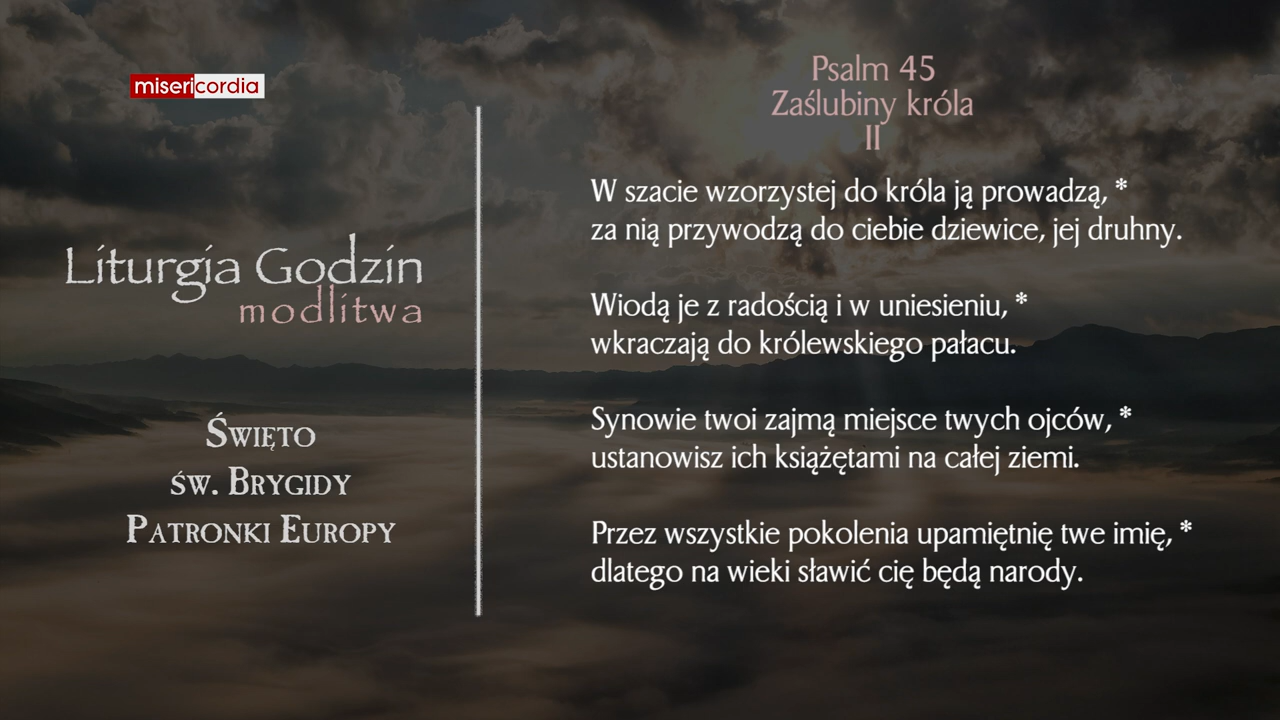 misericordia
Liturgia Godzin
modlitwa
Święto
św. Brygidy
Patronki Europy
Psalm 45
Zaślubiny króla
II
W szacie wzorzystej do króla ją prowadzą, *
za nią przywodzą do ciebie dziewice, jej druhny.
Wiodą je z radością i w uniesieniu, *
wkraczają do królewskiego pałacu.
Synowie twoi zajmą miejsce twych ojców, *
ustanowisz ich książętami na całej ziemi.
Przez wszystkie pokolenia upamiętnię twe imię, *
dlatego na wieki sławić cię będą narody.